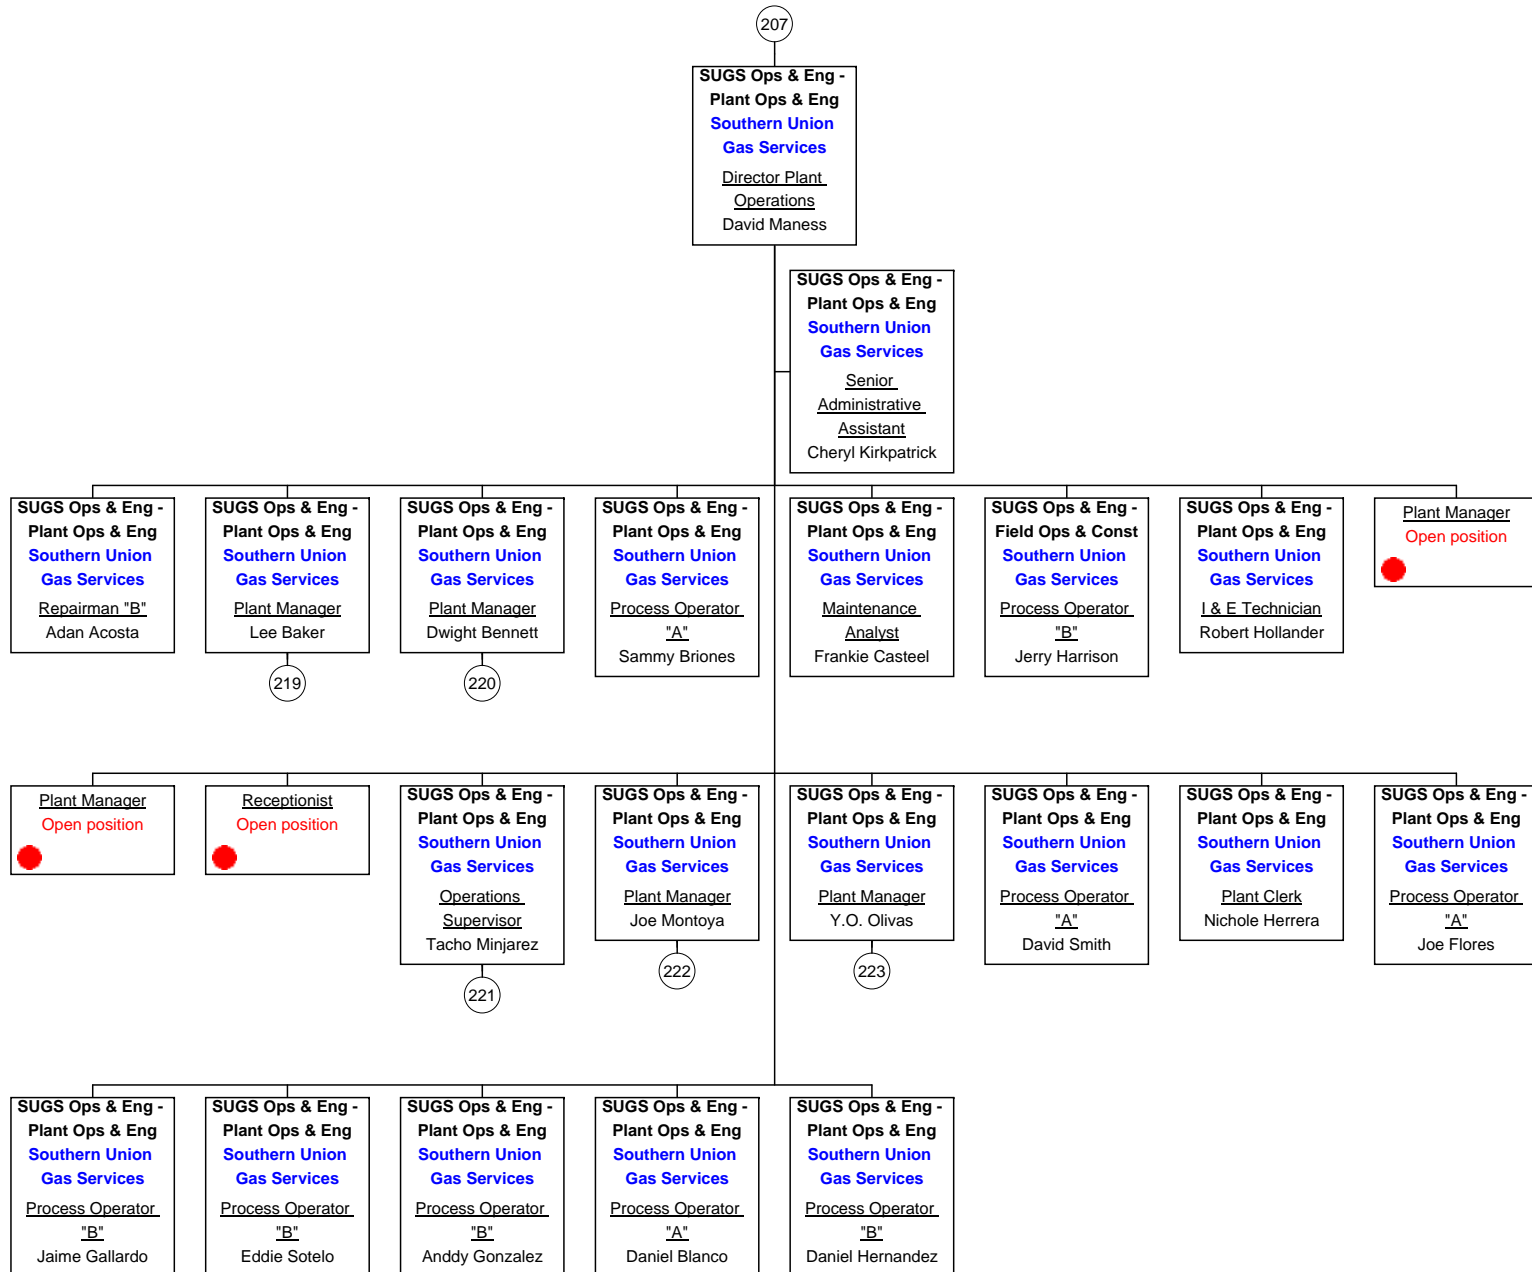 207
SUGS Ops & Eng -
Plant Ops & Eng
Southern Union
Gas Services
Director Plant
Operations
David Maness
SUGS Ops & Eng -
Plant Ops & Eng
Southern Union
Gas Services
Senior
Administrative
Assistant
Cheryl Kirkpatrick
SUGS Ops & Eng -
Plant Ops & Eng
Southern Union
Gas Services
Repairman "B"
Adan Acosta
SUGS Ops & Eng -
Plant Ops & Eng
Southern Union
Gas Services
Plant Manager
Lee Baker
219
SUGS Ops & Eng -
Plant Ops & Eng
Southern Union
Gas Services
Plant Manager
Dwight Bennett
220
SUGS Ops & Eng -
Plant Ops & Eng
Southern Union
Gas Services
Process Operator
"A"
Sammy Briones
SUGS Ops & Eng -
Plant Ops & Eng
Southern Union
Gas Services
Maintenance
Analyst
Frankie Casteel
SUGS Ops & Eng -
Field Ops & Const
Southern Union
Gas Services
Process Operator
"B"
Jerry Harrison
SUGS Ops & Eng -
Plant Ops & Eng
Southern Union
Gas Services
I & E Technician
Robert Hollander
Plant Manager
Open position
Plant Manager
Open position
Receptionist
Open position
SUGS Ops & Eng -
Plant Ops & Eng
Southern Union
Gas Services
Operations
Supervisor
Tacho Minjarez
221
SUGS Ops & Eng -
Plant Ops & Eng
Southern Union
Gas Services
Plant Manager
Joe Montoya
222
SUGS Ops & Eng -
Plant Ops & Eng
Southern Union
Gas Services
Plant Manager
Y.O. Olivas
223
SUGS Ops & Eng -
Plant Ops & Eng
Southern Union
Gas Services
Process Operator
"A"
David Smith
SUGS Ops & Eng -
Plant Ops & Eng
Southern Union
Gas Services
Plant Clerk
Nichole Herrera
SUGS Ops & Eng -
Plant Ops & Eng
Southern Union
Gas Services
Process Operator
"A"
Joe Flores
SUGS Ops & Eng -
Plant Ops & Eng
Southern Union
Gas Services
Process Operator
"B"
Jaime Gallardo
SUGS Ops & Eng -
Plant Ops & Eng
Southern Union
Gas Services
Process Operator
"B"
Eddie Sotelo
SUGS Ops & Eng -
Plant Ops & Eng
Southern Union
Gas Services
Process Operator
"B"
Anddy Gonzalez
SUGS Ops & Eng -
Plant Ops & Eng
Southern Union
Gas Services
Process Operator
"A"
Daniel Blanco
SUGS Ops & Eng -
Plant Ops & Eng
Southern Union
Gas Services
Process Operator
"B"
Daniel Hernandez